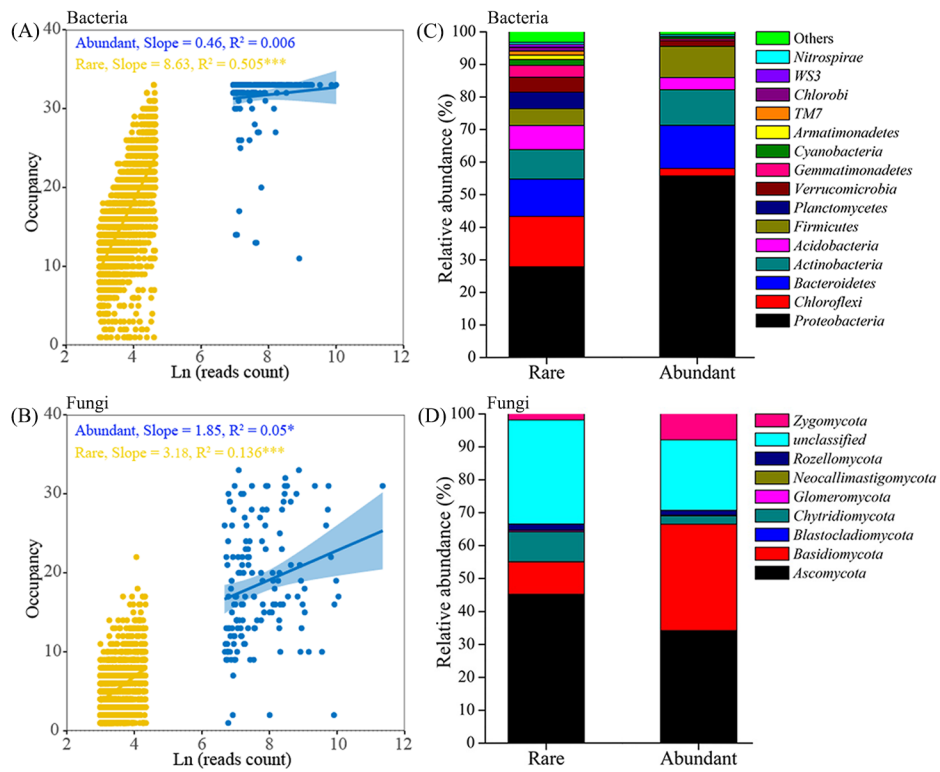 (A)
Bacteria
Abundant, Slope = 0.46, R² = 0.006
Rare, Slope = 8.63, R² = 0.505***
Occupancy
40
30
20
10
0
2 4 6 8 10 12
Ln (reads count)
(C)
Bacteria
Relative abundance (%)
100
90
80
70
60
50
40
30
20
10
0
Rare Abundant
Others
Nitrospirae
WS3
Chlorobi
TM7
Armatimonadetes
Cyanobacteria
Gemmatimonadetes
Verrucomicrobia
Planctomycetes
Firmicutes
Acidobacteria
Actinobacteria
Bacteroidetes
Chloroflexi
Proteobacteria
(B)
Fungi
Abundant, Slope = 1.85, R² = 0.05*
Rare, Slope = 3.18, R² = 0.136***
Occupancy
40
30
20
10
0
2 4 6 8 10 12
Ln (reads count)
(D)
Fungi
Relative abundance (%)
100
90
80
70
60
50
40
30
20
10
0
Rare Abundant
Zygomycota
unclassified
Rozellomycota
Neocallimastigomycota
Glomeromycota
Chytridiomycota
Blastocladiomycota
Basidiomycota
Ascomycota